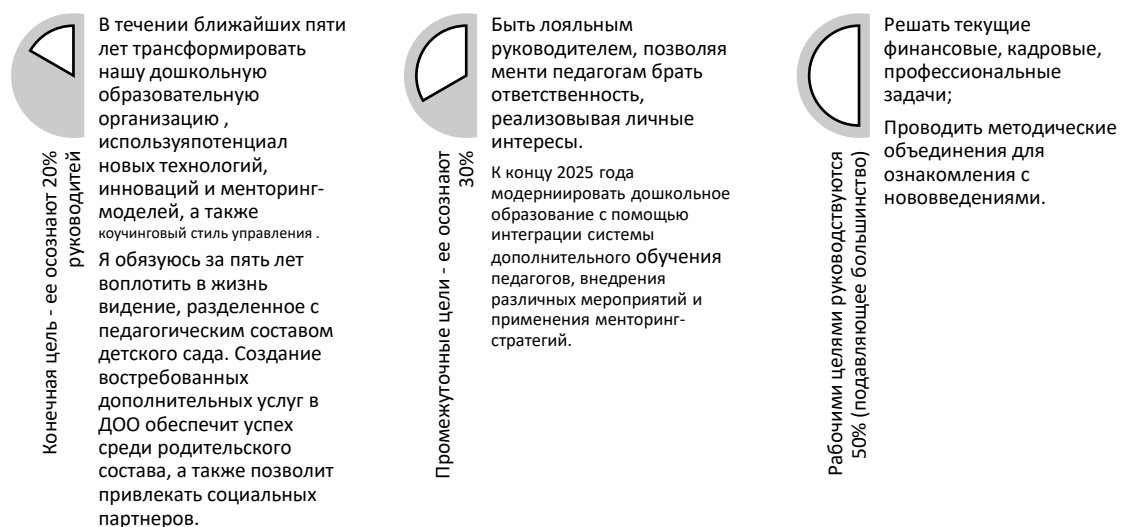 Конечная цель - ее осознают 20%
руководитей
В течении ближайших пяти
лет трансформировать
нашу дошкольную
образовательную
организацию ,
используяпотенциал
новых технологий,
инноваций и менторинг-
моделей, а также
коучинговый стиль управления .
Я обязуюсь за пять лет
воплотить в жизнь
видение, разделенное с
педагогическим составом
детского сада. Создание
востребованных
дополнительных услуг в
ДОО обеспечит успех
среди родительского
состава, а также позволит
привлекать социальных
партнеров.
Промежуточные цели - ее осознают
30%
Быть лояльным
руководителем, позволяя
менти педагогам брать
ответственность,
реализовывая личные
интересы.
К концу 2025 года
модерниировать дошкольное
образование с помощью
интеграции системы
дополнительного обучения
педагогов, внедрения
различных мероприятий и
применения менторинг-
стратегий.
Рабочими целями руководствуются
50% (подавляющее большинство)
Решать текущие
финансовые, кадровые,
профессиональные
задачи;
Проводить методические
объединения для
ознакомления с
нововведениями.